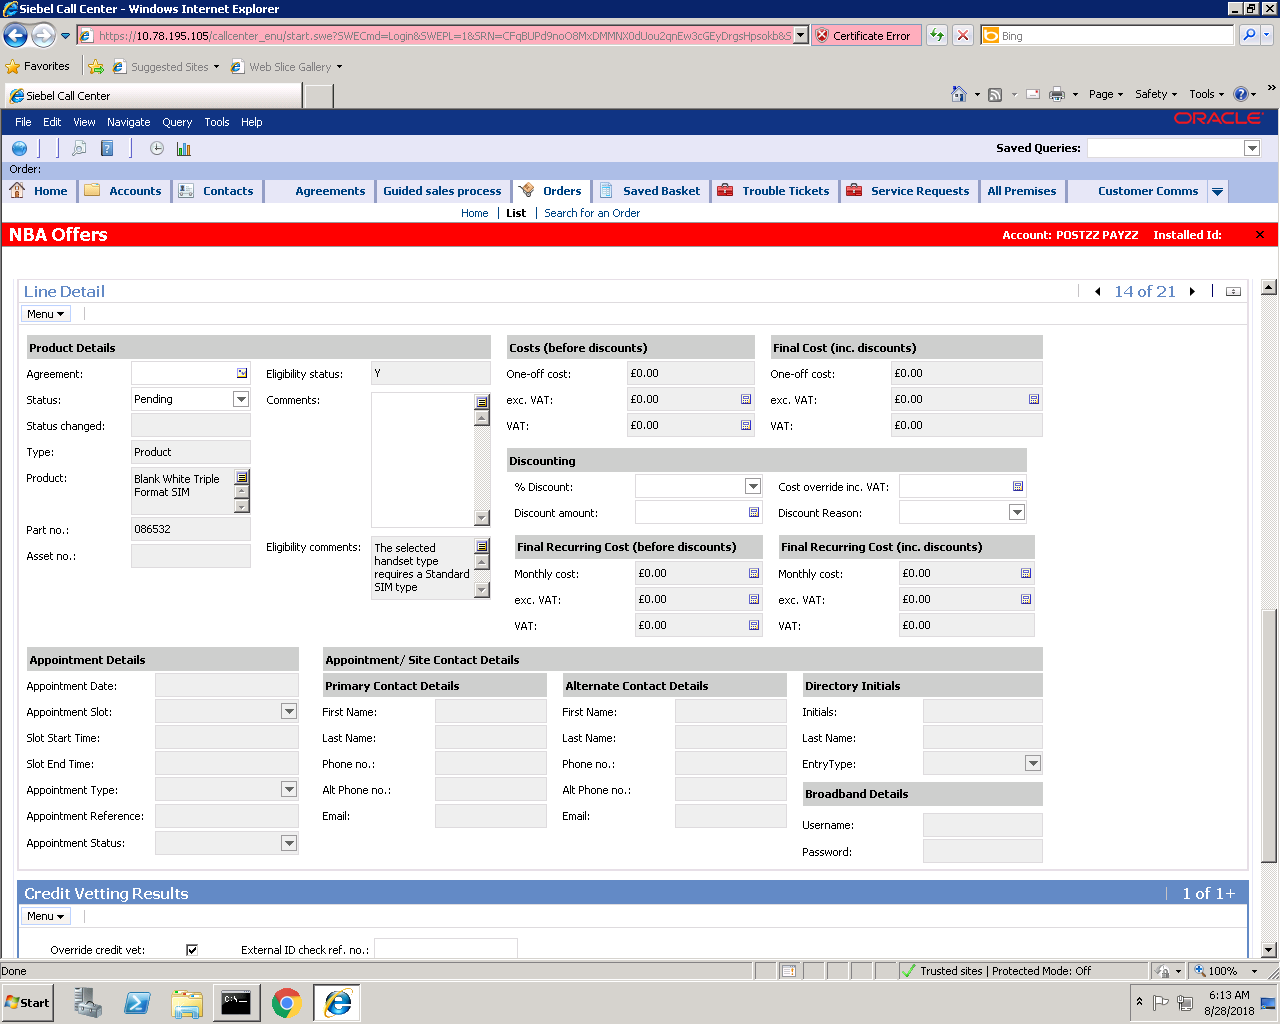 Siebel Call Center - Windows Internet Explorer
https://10.78.195.105/callcenter_enu/start.swe?SWECmd=Login&SWEPL=1&SRN=
Certificate Error
Bing
Favorites
Suggested Sites
Web Slice Gallery
Siebel Call Center
Page
Safety
Tools
File Edit View Navigate Query Tools Help
ORACLE
Saved Queries:
Order:
Home Accounts Contacts Agreements Guided sales process Orders Saved Basket Trouble Tickets Service Requests All Premises Customer Comms
Home | List | Search for an Order
NBA Offers
Account: POSTZZ PAYZZ Installed Id:
Line Detail
14 of 21
Menu
Product Details
Agreement:
Status: Pending
Status changed:
Type: Product
Product: Blank White Triple
Format SIM
Part no.: 086532
Asset no.:
Eligibility status: Y
Comments:
Eligibility comments: The selected
handset type
requires a Standard
SIM type
Costs (before discounts)
One-off cost: £0.00
exc. VAT: £0.00
VAT: £0.00
Final Cost (inc. discounts)
One-off cost: £0.00
exc. VAT: £0.00
VAT: £0.00
Discounting
% Discount:
Discount amount:
Cost override inc. VAT:
Discount Reason:
Final Recurring Cost (before discounts)
Monthly cost: £0.00
exc. VAT: £0.00
VAT: £0.00
Final Recurring Cost (inc. discounts)
Monthly cost: £0.00
exc. VAT: £0.00
VAT: £0.00
Appointment Details
Appointment Date:
Appointment Slot:
Slot Start Time:
Slot End Time:
Appointment Type:
Appointment Reference:
Appointment Status:
Appointment/ Site Contact Details
Primary Contact Details
First Name:
Last Name:
Phone no.:
Alt Phone no.:
Email:
Alternate Contact Details
First Name:
Last Name:
Phone no.:
Alt Phone no.:
Email:
Directory Initials
Initials:
Last Name:
EntryType:
Broadband Details
Username:
Password:
Credit Vetting Results
1 of 1+
Menu
Override credit vet:
External ID check ref. no.:
Done
Trusted sites | Protected Mode: Off
100%
Start
6:13 AM
8/28/2018